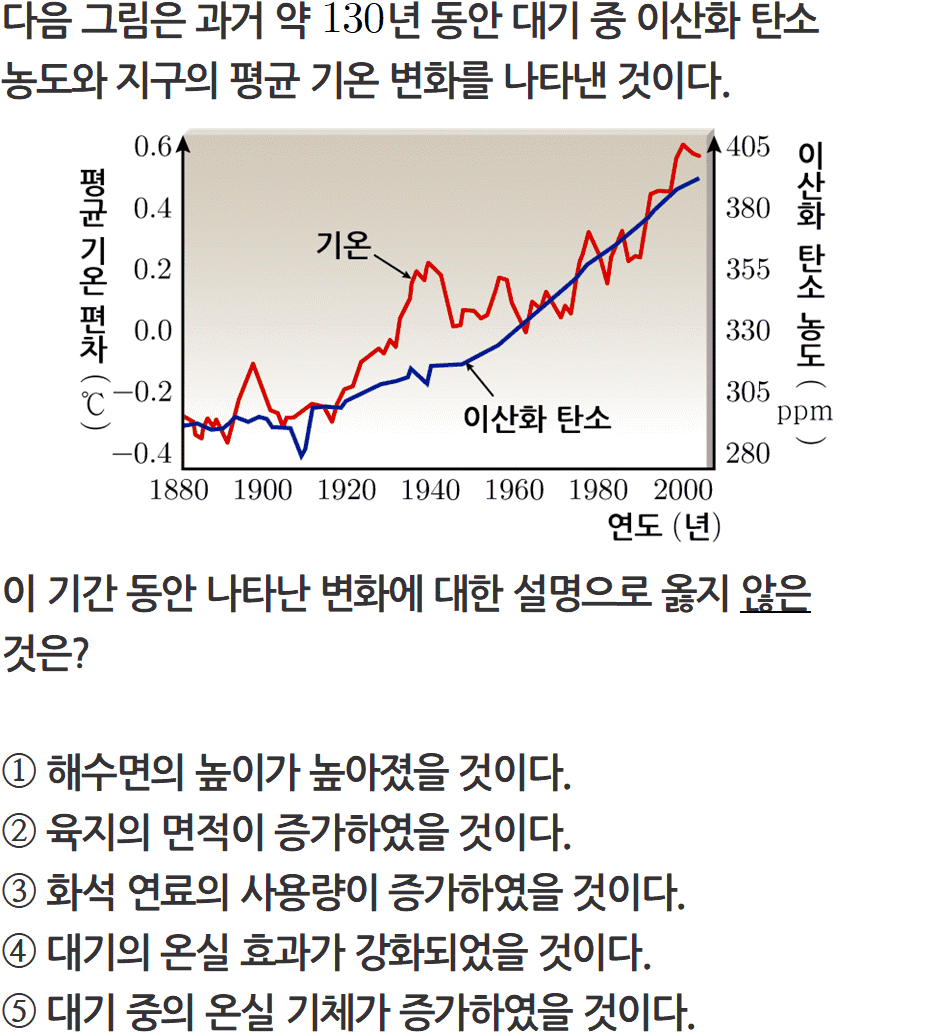 다음 그림은 과거 약 130년 동안 대기 중 이산화 탄소
농도와 지구의 평균 기온 변화를 나타낸 것이다.
평균 기온 편차 (℃)
0.6
0.4
0.2
0.0
−0.2
−0.4
기온
이산화 탄소
405
380
355
330
305
280
이산화 탄소 농도 (ppm)
1880 1900 1920 1940 1960 1980 2000
연도 (년)
이 기간 동안 나타난 변화에 대한 설명으로 옳지 않은
것은?
① 해수면의 높이가 높아졌을 것이다.
② 육지의 면적이 증가하였을 것이다.
③ 화석 연료의 사용량이 증가하였을 것이다.
④ 대기의 온실 효과가 강화되었을 것이다.
⑤ 대기 중의 온실 기체가 증가하였을 것이다.